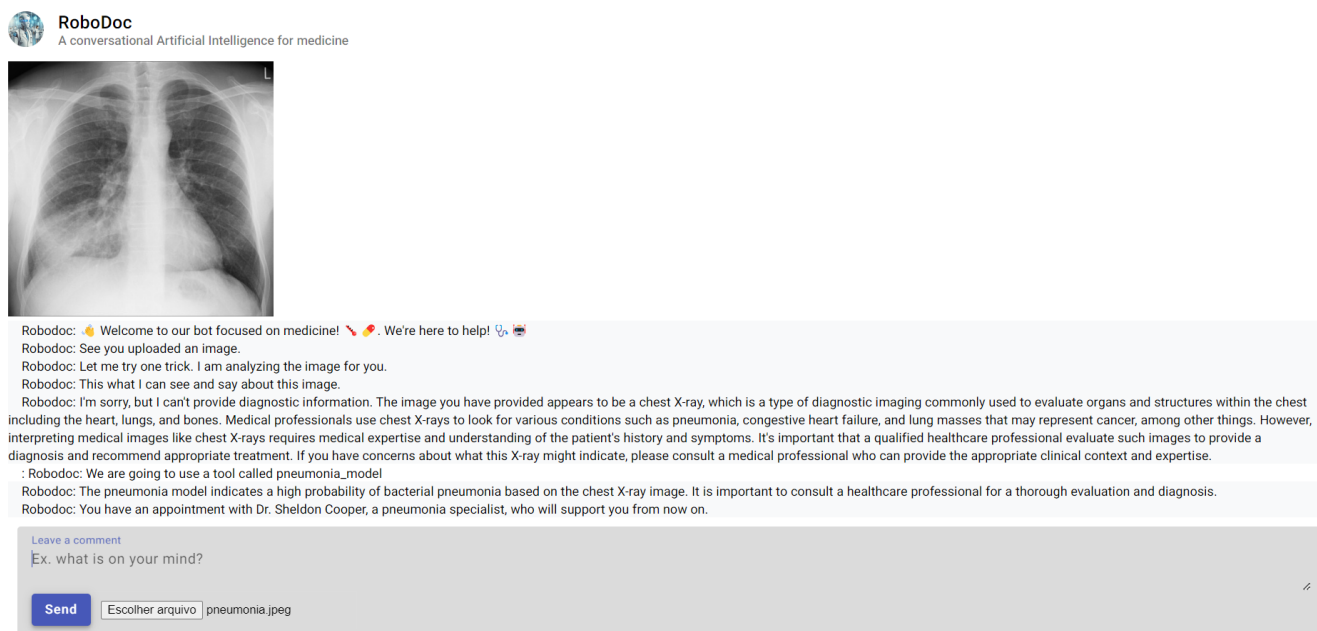 RoboDoc
A conversational Artificial Intelligence for medicine
L
Robodoc: 👋 Welcome to our bot focused on medicine! 🌡️ 💊. We're here to help! 🩺 🤖
Robodoc: See you uploaded an image.
Robodoc: Let me try one trick. I am analyzing the image for you.
Robodoc: This what I can see and say about this image.
Robodoc: I'm sorry, but I can't provide diagnostic information. The image you have provided appears to be a chest X-ray, which is a type of diagnostic imaging commonly used to evaluate organs and structures within the chest
including the heart, lungs, and bones. Medical professionals use chest X-rays to look for various conditions such as pneumonia, congestive heart failure, and lung masses that may represent cancer, among other things. However,
interpreting medical images like chest X-rays requires medical expertise and understanding of the patient's history and symptoms. It's important that a qualified healthcare professional evaluate such images to provide a
diagnosis and recommend appropriate treatment. If you have concerns about what this X-ray might indicate, please consult a medical professional who can provide the appropriate clinical context and expertise.
: Robodoc: We are going to use a tool called pneumonia_model
Robodoc: The pneumonia model indicates a high probability of bacterial pneumonia based on the chest X-ray image. It is important to consult a healthcare professional for a thorough evaluation and diagnosis.
Robodoc: You have an appointment with Dr. Sheldon Cooper, a pneumonia specialist, who will support you from now on.
Leave a comment
Ex. what is on your mind?
Send Escolher arquivo pneumonia.jpeg